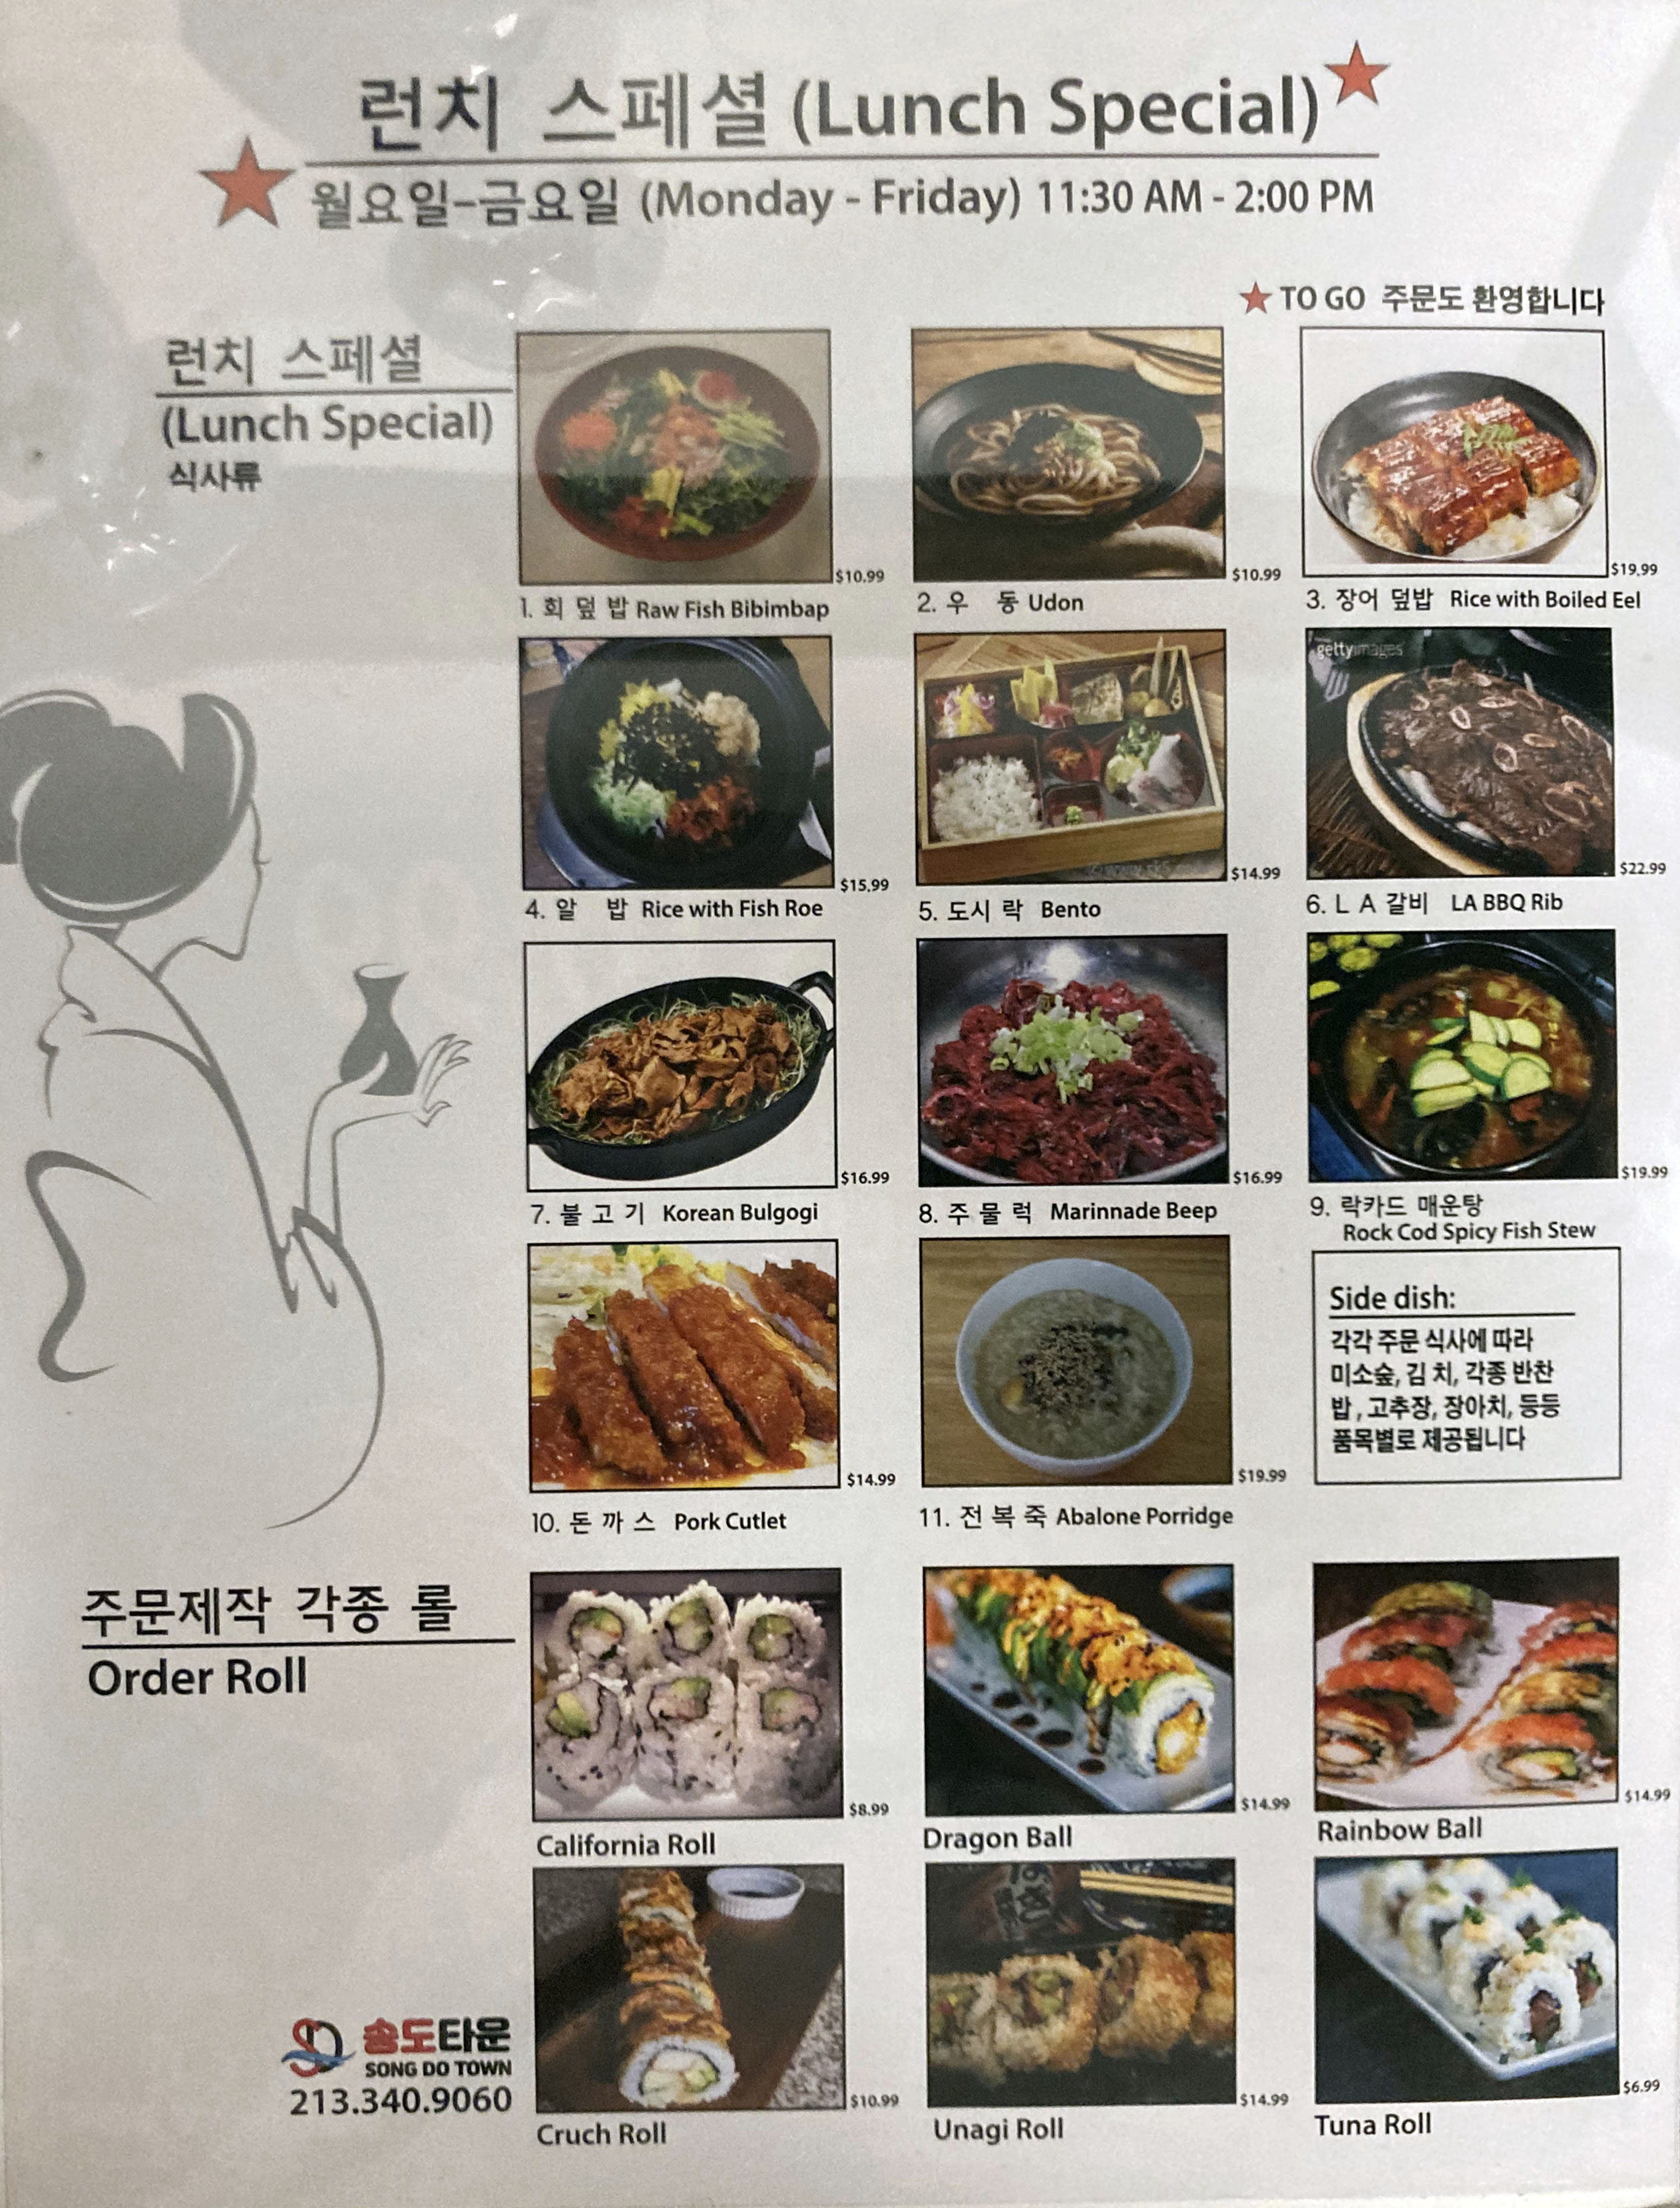 런치 스페셜 (Lunch Special)
월요일-금요일 (Monday - Friday) 11:30 AM - 2:00 PM
TO GO 주문도 환영합니다
런치 스페셜
(Lunch Special)
식사류
$10.99
1. 회 덮 밥 Raw Fish Bibimbap
$10.99
2. 우 동 Udon
$19.99
3. 장어 덮밥 Rice with Boiled Eel
$15.99
4. 알 밥 Rice with Fish Roe
$14.99
5. 도시 락 Bento
gettyimages
$22.99
6. L A 갈비 LA BBQ Rib
$16.99
7. 불 고 기 Korean Bulgogi
$16.99
8. 주 물 럭 Marinnade Beep
$19.99
9. 락카드 매운탕
Rock Cod Spicy Fish Stew
$14.99
10. 돈 까 스 Pork Cutlet
$19.99
11. 전 복 죽 Abalone Porridge
Side dish:
각각 주문 식사에 따라
미소숲, 김 치, 각종 반찬
밥 , 고추장, 장아치, 등등
품목별로 제공됩니다
주문제작 각종 롤
Order Roll
$8.99
California Roll
$14.99
Dragon Ball
$14.99
Rainbow Ball
$10.99
Cruch Roll
$14.99
Unagi Roll
$6.99
Tuna Roll
SD 송도타운
SONG DO TOWN
213.340.9060